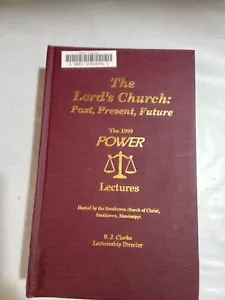 The
Lord's Church:
Past, Present, Future
The 1999
POWER
Lectures
Hosted by the Southaven church of Christ,
Southaven, Mississippi
B. J. Clarke
Lectureship Director